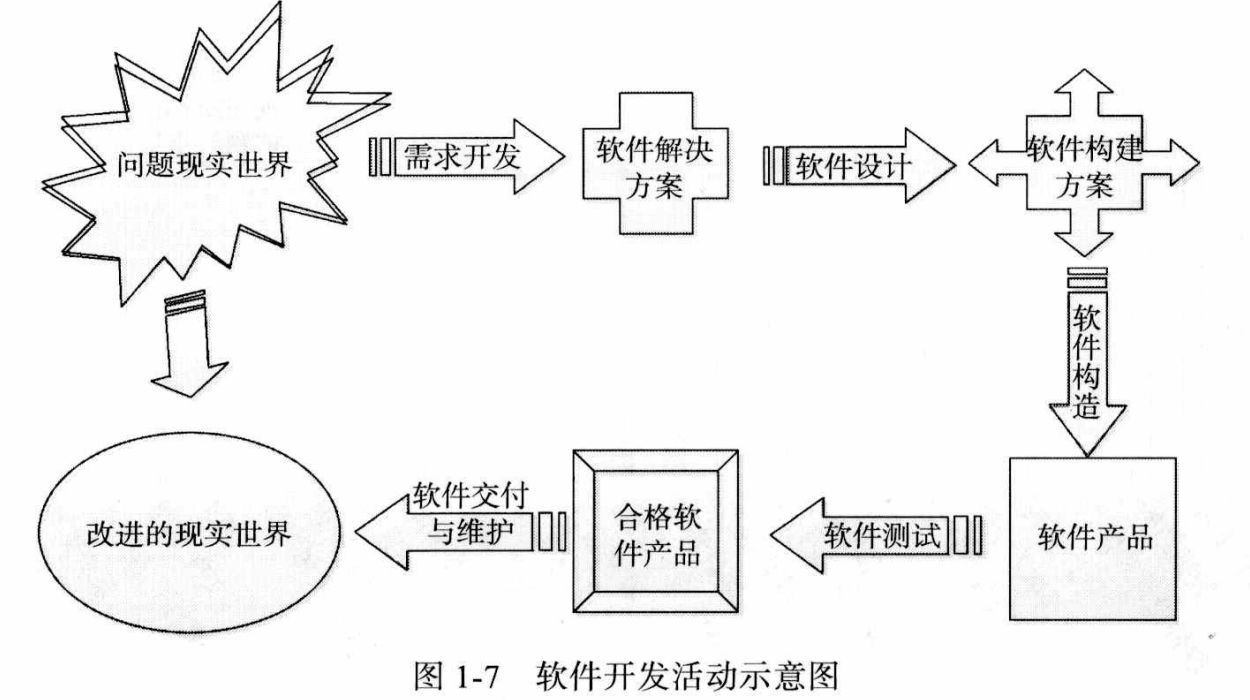 问题现实世界
需求开发
软件解决
方案
软件设计
软件构建
方案
软件构造
软件产品
软件测试
合格软
件产品
软件交付
与维护
改进的现实世界
图 1-7 软件开发活动示意图